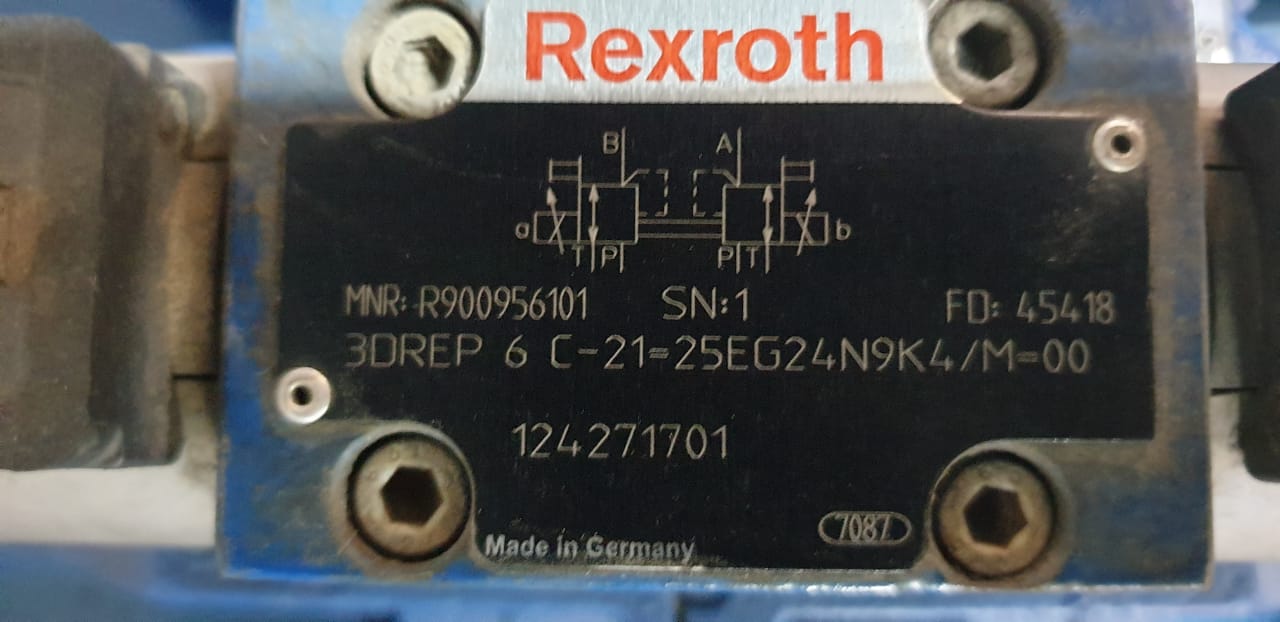 Rexroth
B A
a b
T P P T
MNR: R900956101 SN:1 FD: 45418
3DREP 6 C-21=25EG24N9K4/M=00
124271701
7087
Made in Germany